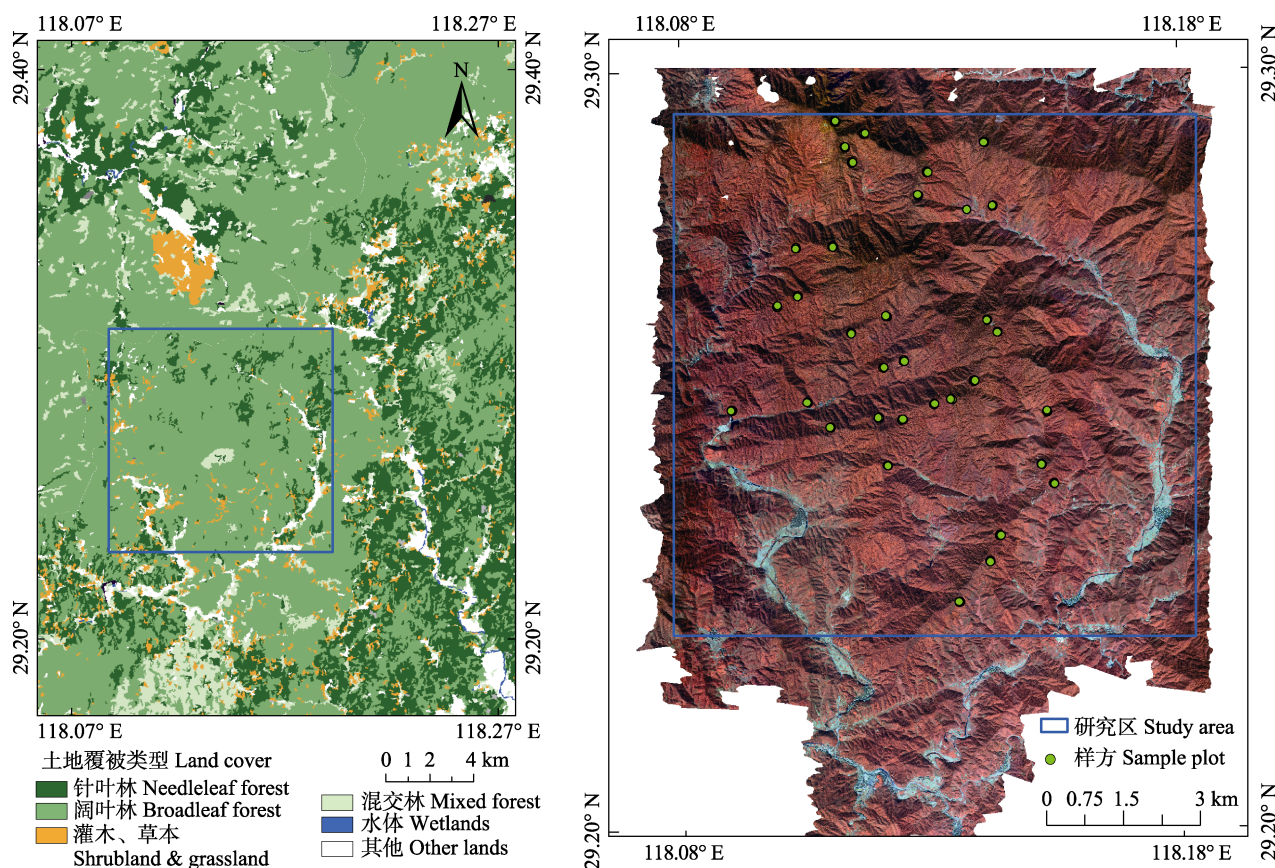 118.07° E
118.27° E
29.40° N
29.40° N
N
29.20° N
29.20° N
118.07° E
118.27° E
土地覆被类型 Land cover
针叶林 Needleleaf forest
阔叶林 Broadleaf forest
灌木、草本
Shrubland & grassland
0 1 2 4 km
混交林 Mixed forest
水体 Wetlands
其他 Other lands
118.08° E
118.18° E
29.30° N
29.30° N
研究区 Study area
样方 Sample plot
0 0.75 1.5 3 km
29.20° N
29.20° N
118.08° E
118.18° E